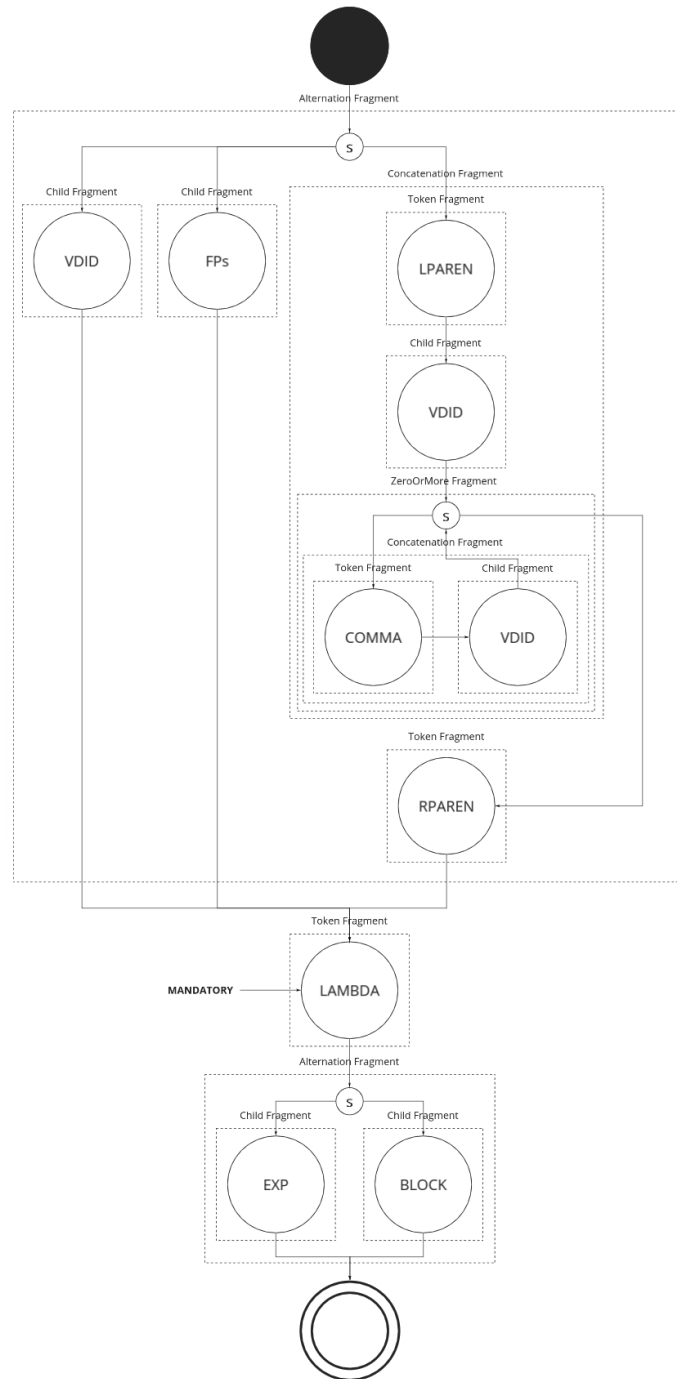 Alternation Fragment
S
Concatenation Fragment
Child Fragment
Child Fragment
Token Fragment
VDID
FPs
LPAREN
Child Fragment
VDID
ZeroOrMore Fragment
S
Concatenation Fragment
Token Fragment
Child Fragment
COMMA
VDID
Token Fragment
RPAREN
Token Fragment
MANDATORY
LAMBDA
Alternation Fragment
S
Child Fragment
Child Fragment
EXP
BLOCK